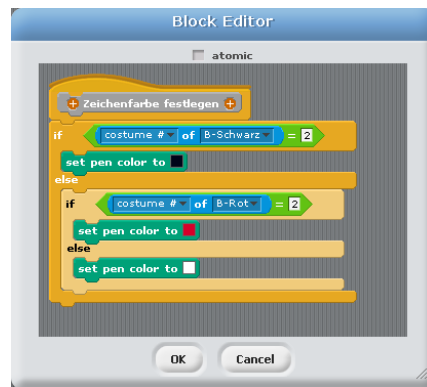 Block Editor
atomic
Zeichenfarbe festlegen
if costume # of B-Schwarz = 2
set pen color to
else
if costume # of B-Rot = 2
set pen color to
else
set pen color to
OK Cancel